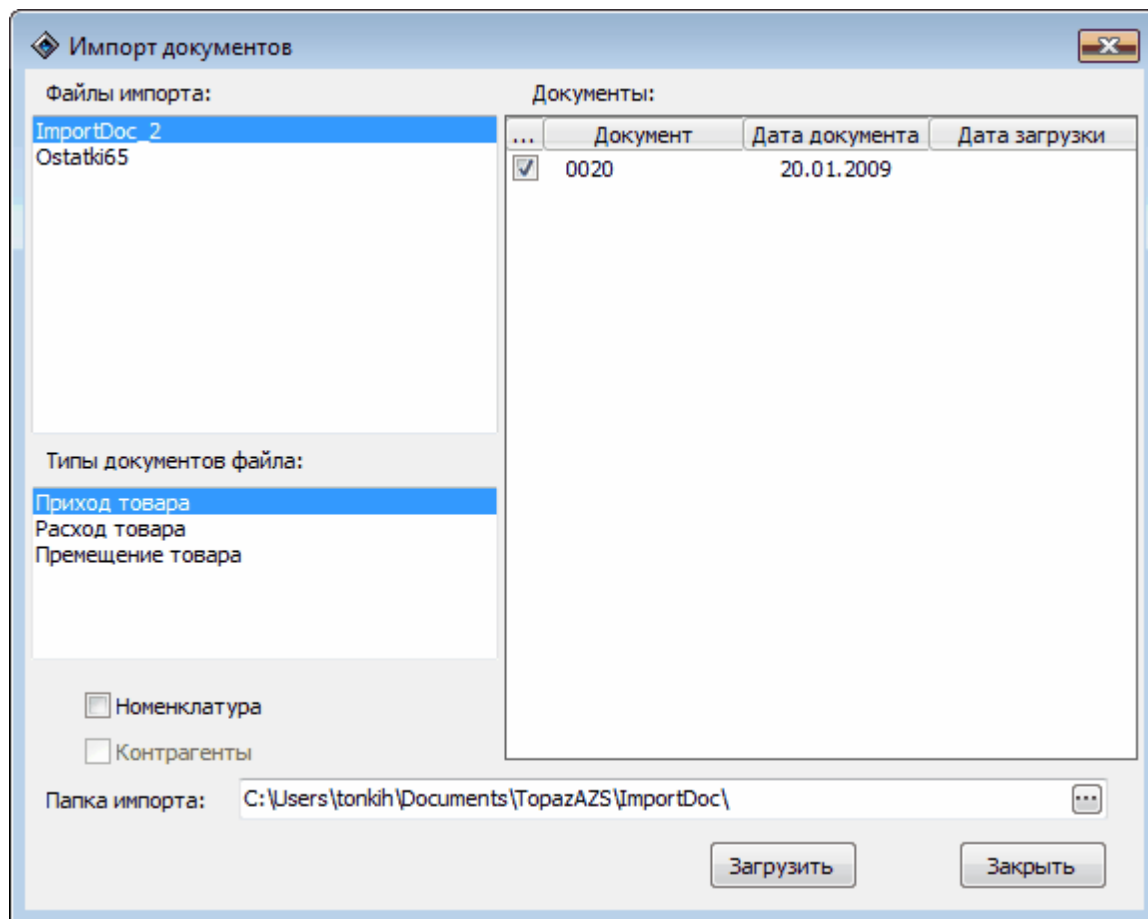 Импорт документов
Файлы импорта:
ImportDoc_2
Ostatki65
Типы документов файла:
Приход товара
Расход товара
Премещение товара
Номенклатура
Контрагенты
Документы:
... Документ Дата документа Дата загрузки
0020 20.01.2009
Папка импорта: C:\Users\tonkih\Documents\TopazAZS\ImportDoc\ ...
Загрузить Закрыть